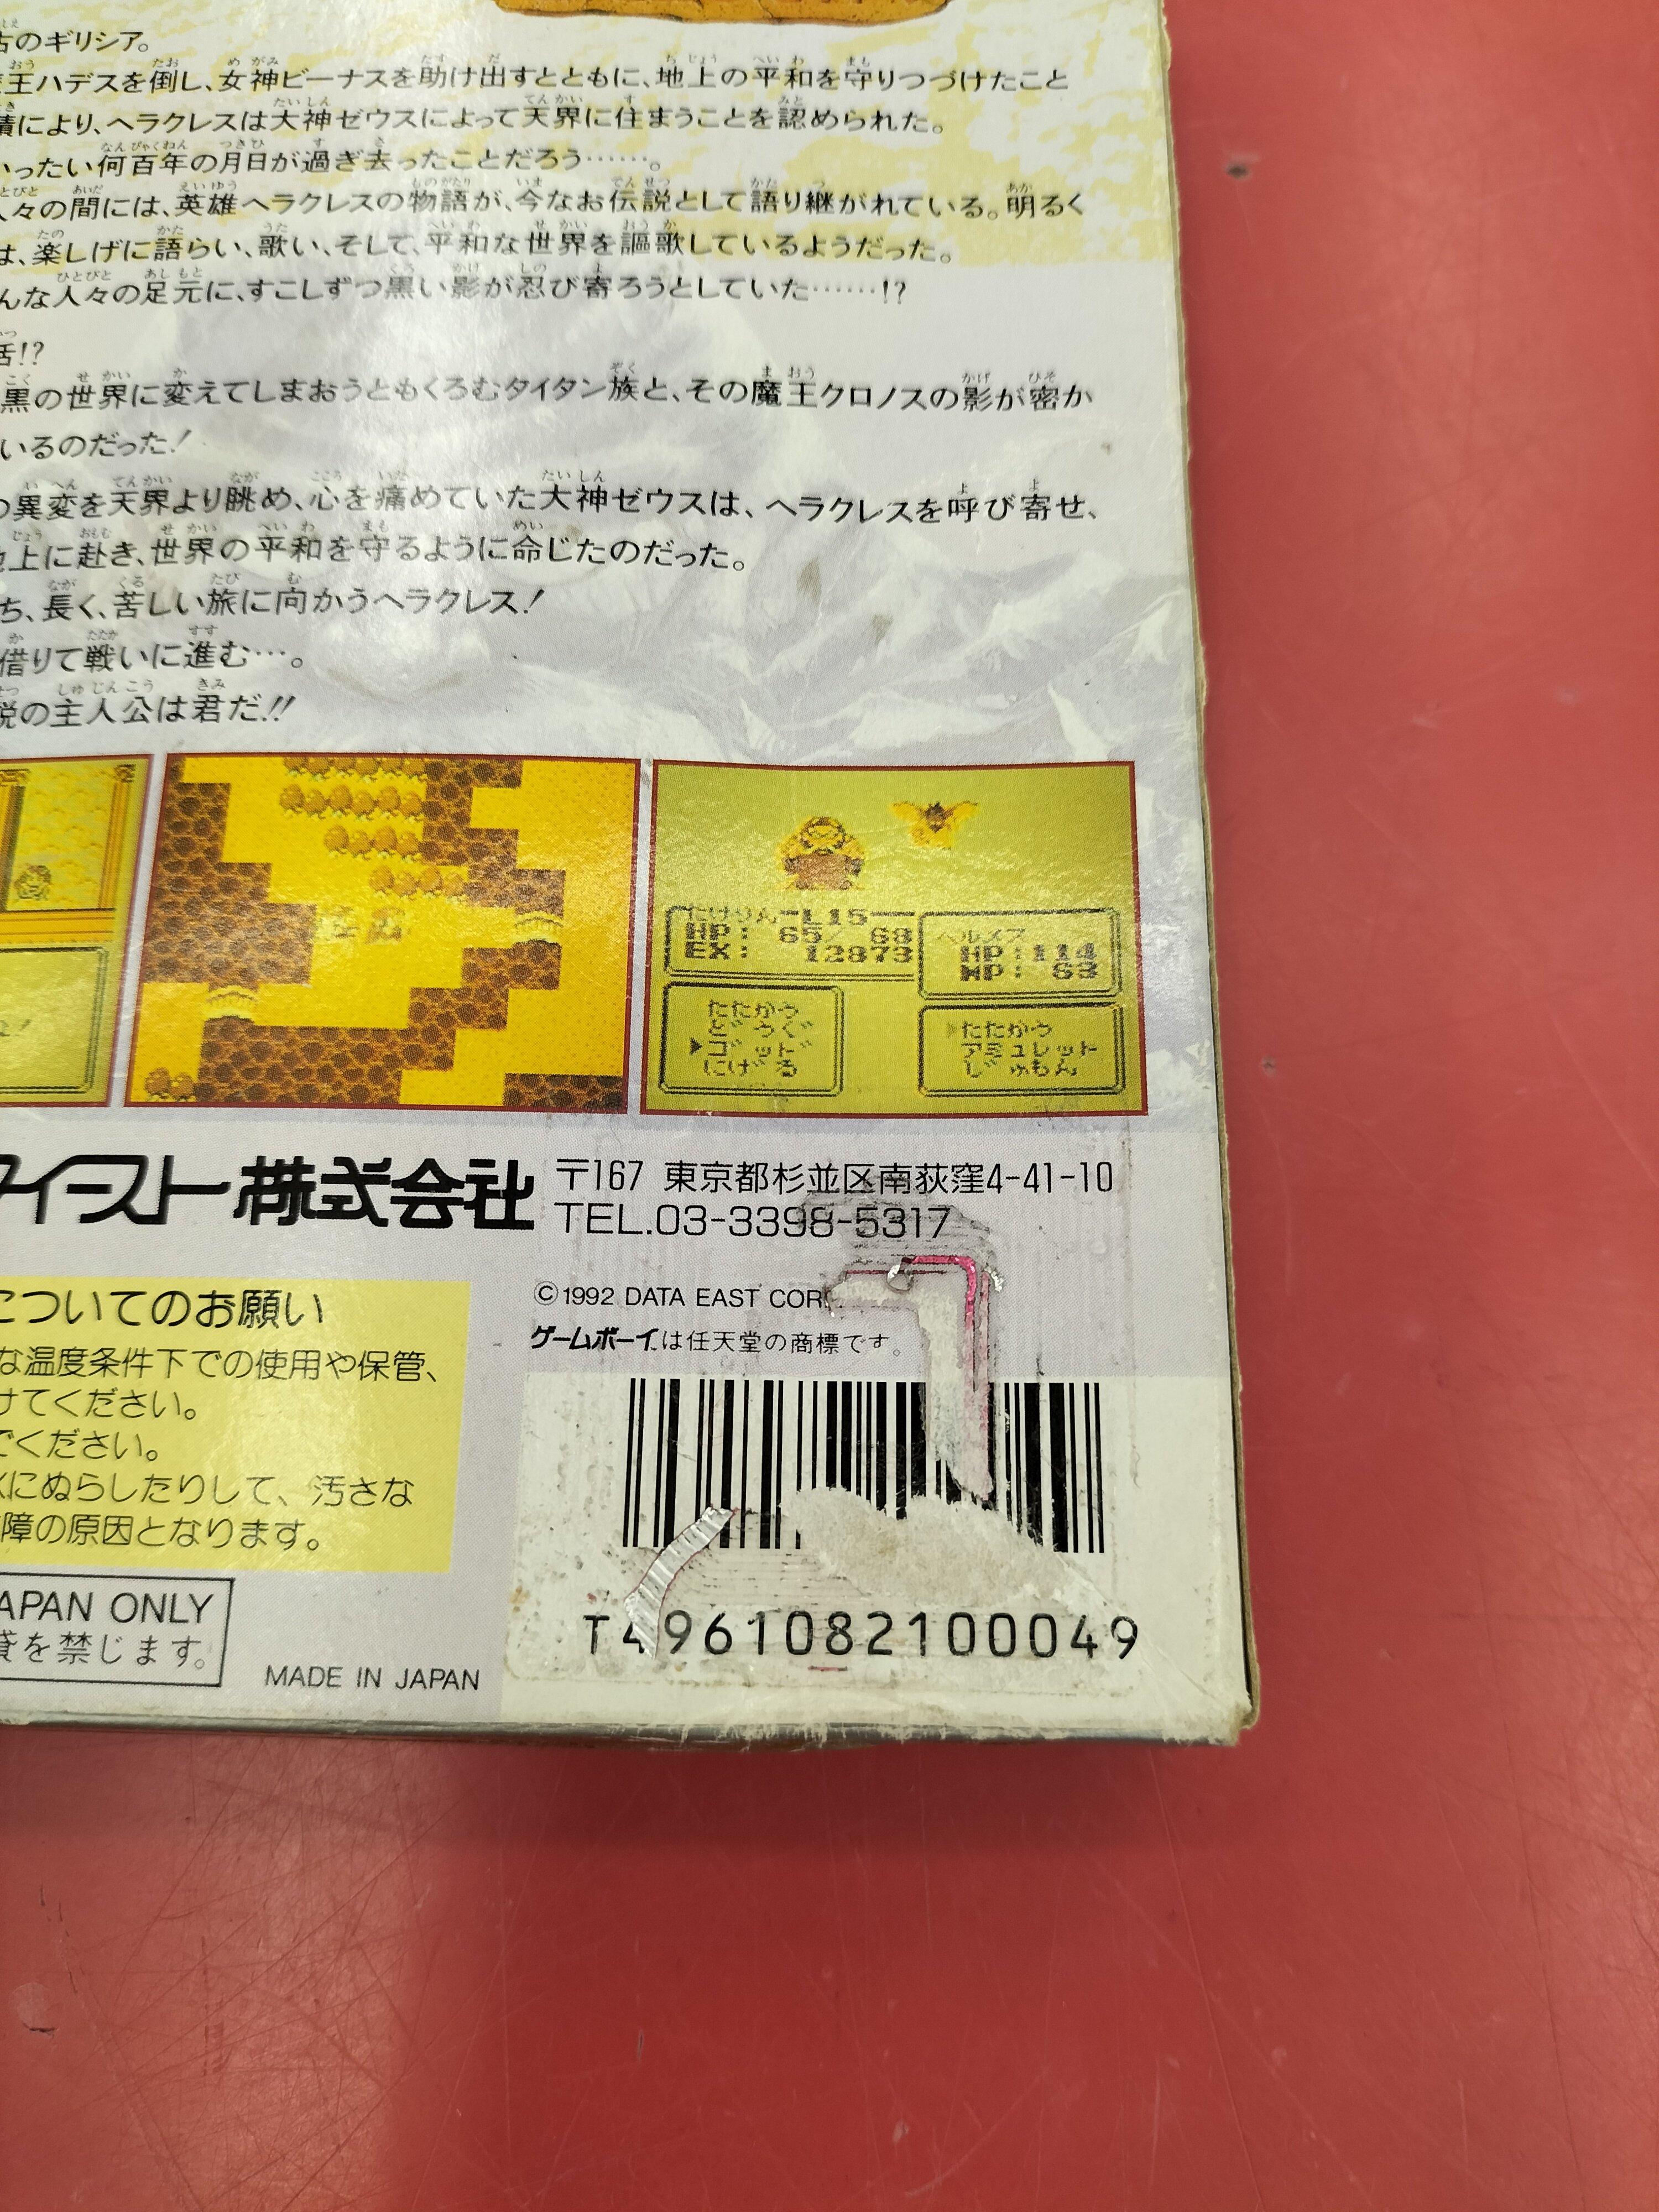 古のギリシア。
王ハデスを倒し、女神ビーナスを助け出すとともに、地上の平和を守りつづけたこと
績により、ヘラクレスは大神ゼウスによって天界に住まうことを認められた。
いったい何百年の月日が過ぎ去ったことだろう……。
人々の間には、英雄ヘラクレスの物語が、今なお伝説として語り継がれている。明るく
は、楽しげに語らい、歌い、そして、平和な世界を謳歌しているようだった。
んな人々の足元に、すこしずつ黒い影が忍び寄ろうとしていた……!?
活!?
黒の世界に変えてしまおうともくろむタイタン族と、その魔王クロノスの影が密か
いるのだった!
の異変を天界より眺め、心を痛めていた大神ゼウスは、ヘラクレスを呼び寄せ、
地上に赴き、世界の平和を守るように命じたのだった。
ち、長く、苦しい旅に向かうヘラクレス!
借りて戦いに進む…。
説の主人公は君だ!!
たけりん L15
HP: 65/ 68
EX: 12873
ヘルメス
HP:114
MP: 63
たたかう
どうぐ
▶ゴッド
にげる
▶たたかう
アミュレット
じゅもん
イースト株式会社
〒167 東京都杉並区南荻窪4-41-10
TEL.03-3398-5317
©1992 DATA EAST COR
ゲームボーイは任天堂の商標です。
についてのお願い
な温度条件下での使用や保管、
けてください。
でください。
水にぬらしたりして、汚さな
障の原因となります。
JAPAN ONLY
貸を禁じます。
MADE IN JAPAN
T4961082100049